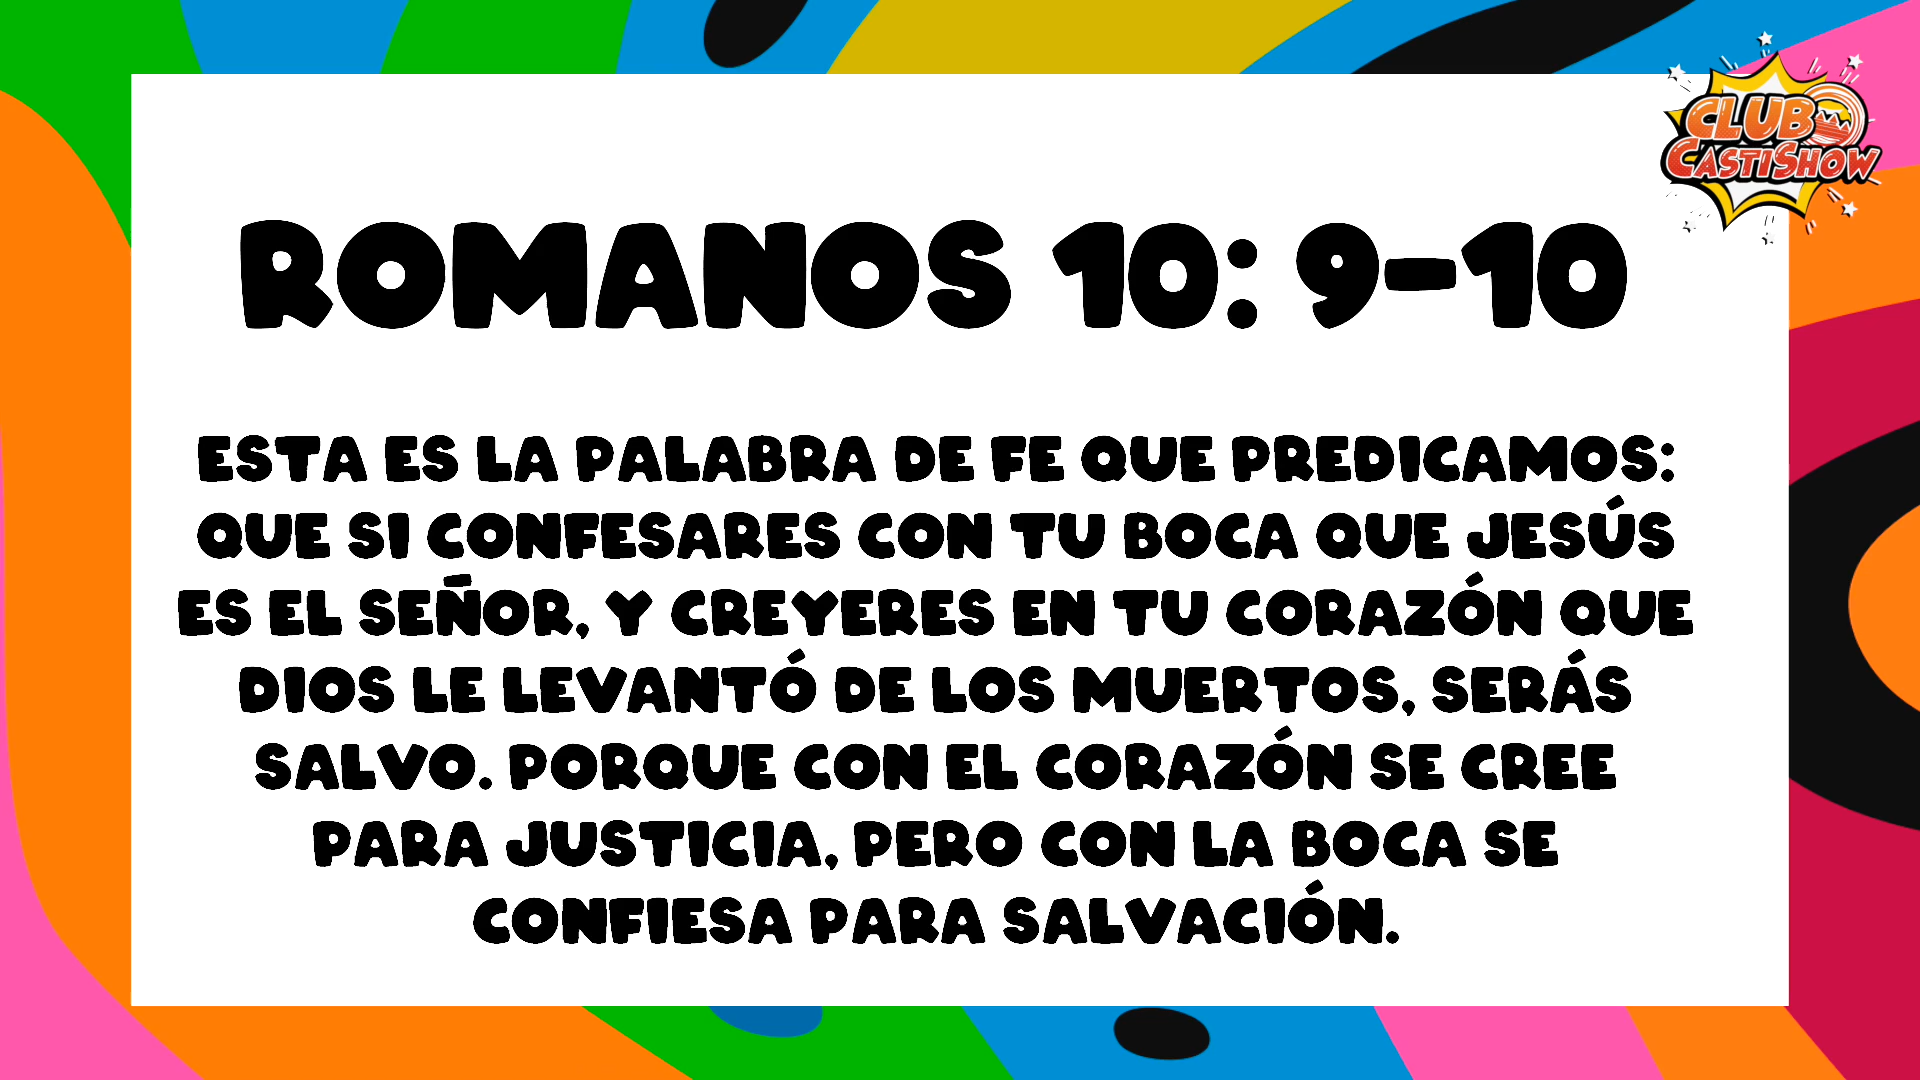 CLUB
CASTISHOW
ROMANOS 10: 9-10
ESTA ES LA PALABRA DE FE QUE PREDICAMOS:
QUE SI CONFESARES CON TU BOCA QUE JESÚS
ES EL SEÑOR, Y CREYERES EN TU CORAZÓN QUE
DIOS LE LEVANTÓ DE LOS MUERTOS, SERÁS
SALVO. PORQUE CON EL CORAZÓN SE CREE
PARA JUSTICIA, PERO CON LA BOCA SE
CONFIESA PARA SALVACIÓN.